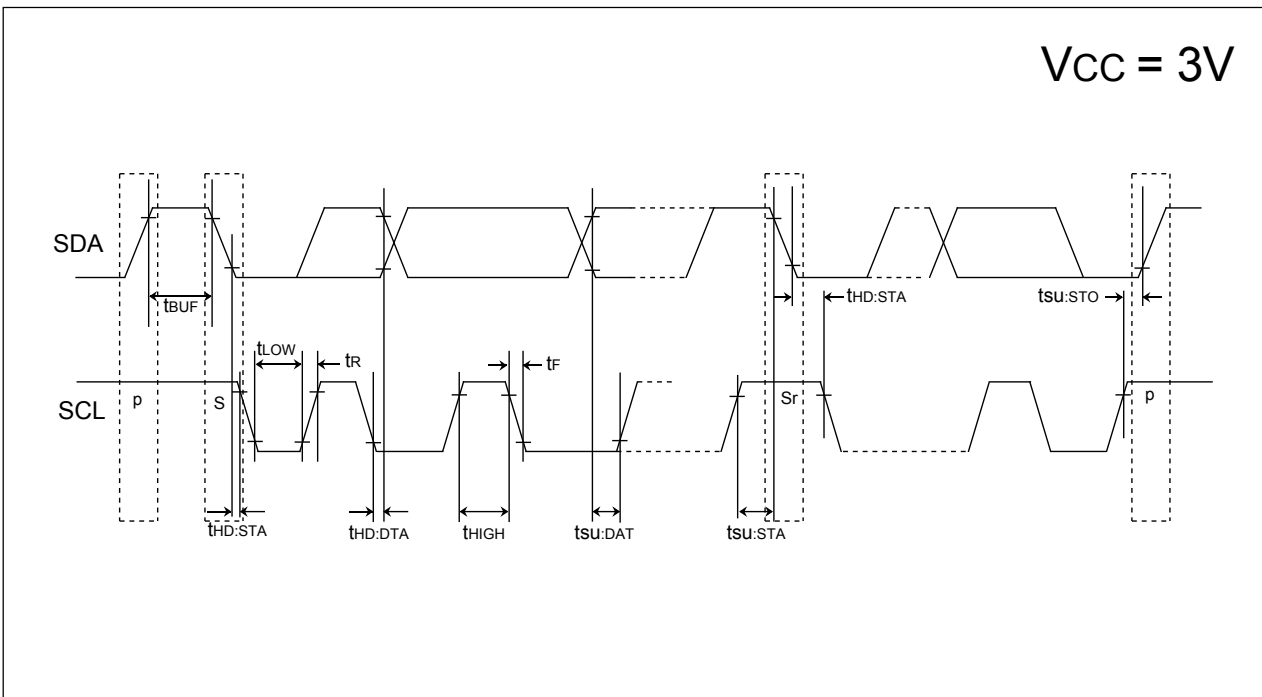 VCC = 3V
SDA
tBUF
tHD:STA
tsu:STO
tLOW
tR
tF
SCL
p
S
Sr
p
tHD:STA
tHD:DTA
tHIGH
tsu:DAT
tsu:STA